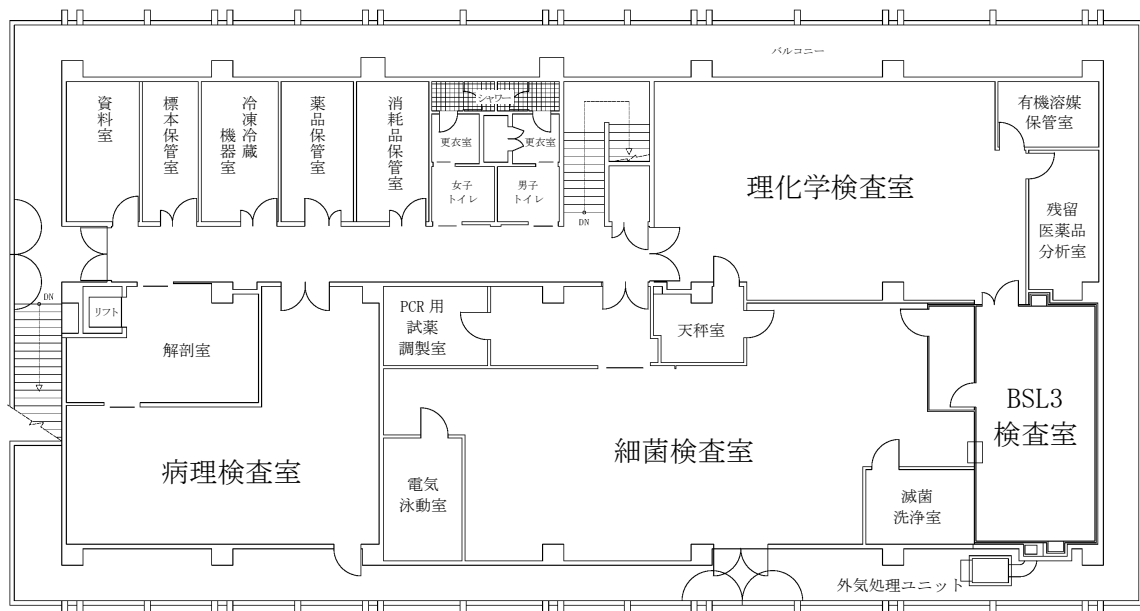 バルコニー
資料室
標本保管室
冷凍冷蔵
機器室
薬品保管室
消耗品保管室
シャワー
更衣室
更衣室
女子
トイレ
男子
トイレ
DN
理化学検査室
有機溶媒
保管室
残留
医薬品
分析室
DN
リフト
解剖室
PCR 用
試薬
調製室
天秤室
BSL3
検査室
病理検査室
電気
泳動室
細菌検査室
滅菌
洗浄室
外気処理ユニット